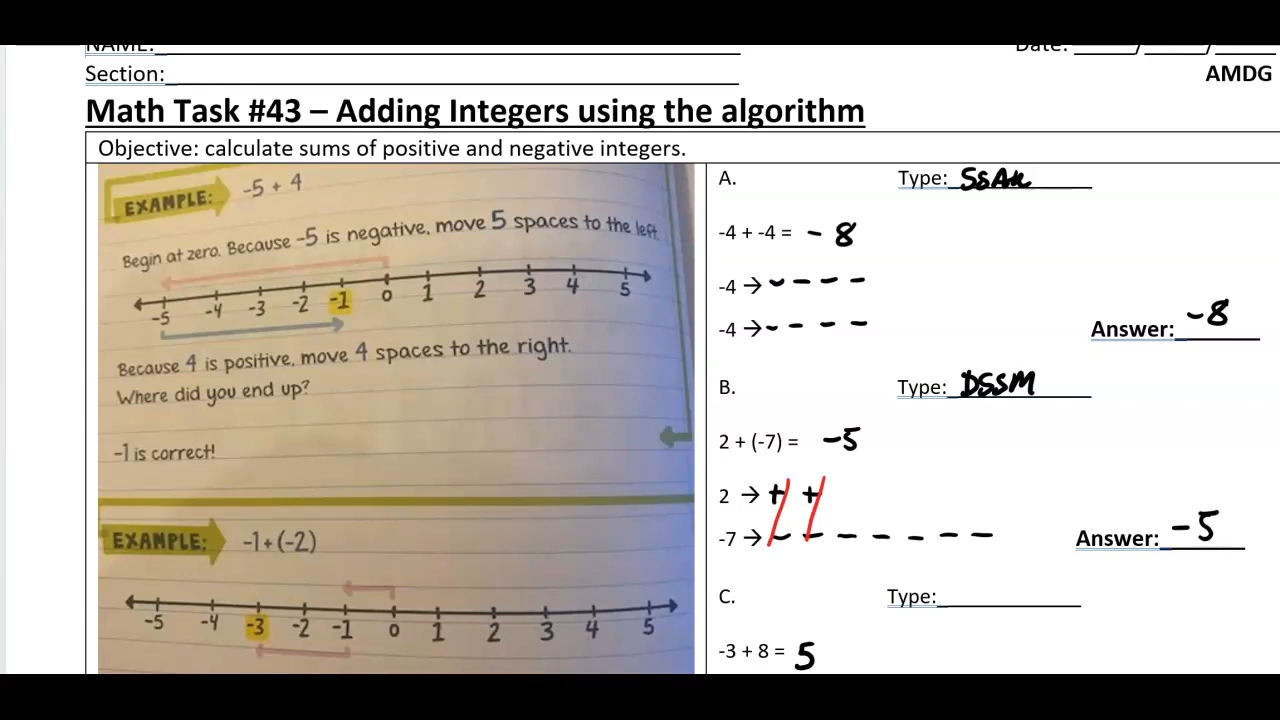 NAME:
Date: / /
Section:
AMDG
Math Task #43 – Adding Integers using the algorithm
Objective: calculate sums of positive and negative integers.
EXAMPLE: -5 + 4
Begin at zero. Because -5 is negative, move 5 spaces to the left.
-5 -4 -3 -2 -1 0 1 2 3 4 5
Because 4 is positive, move 4 spaces to the right.
Where did you end up?
-1 is correct!
EXAMPLE: -1+(-2)
-5 -4 -3 -2 -1 0 1 2 3 4 5
A. Type:
-4 + -4 = -8
-4 → - - - -
-4 → - - - -
Answer: -8
B. Type: DSSM
2 + (-7) = -5
2 → + +
-7 → - - - - - - -
Answer: -5
C. Type:
-3 + 8 = 5